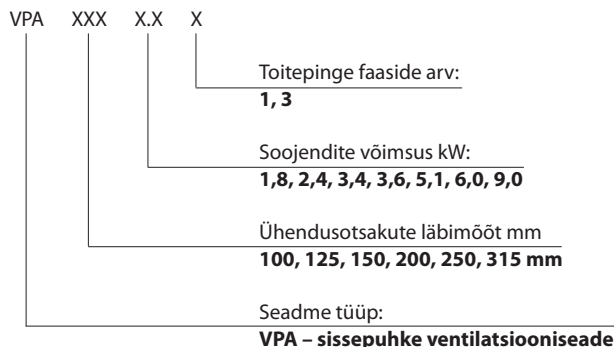 VPA XXX X.X X
Toitepinge faaside arv:
1, 3
Soojendite võimsus kW:
1,8, 2,4, 3,4, 3,6, 5,1, 6,0, 9,0
Ühendusotsakute läbimõõt mm
100, 125, 150, 200, 250, 315 mm
Seadme tüüp:
VPA – sissepuhke ventilatsiooniseade